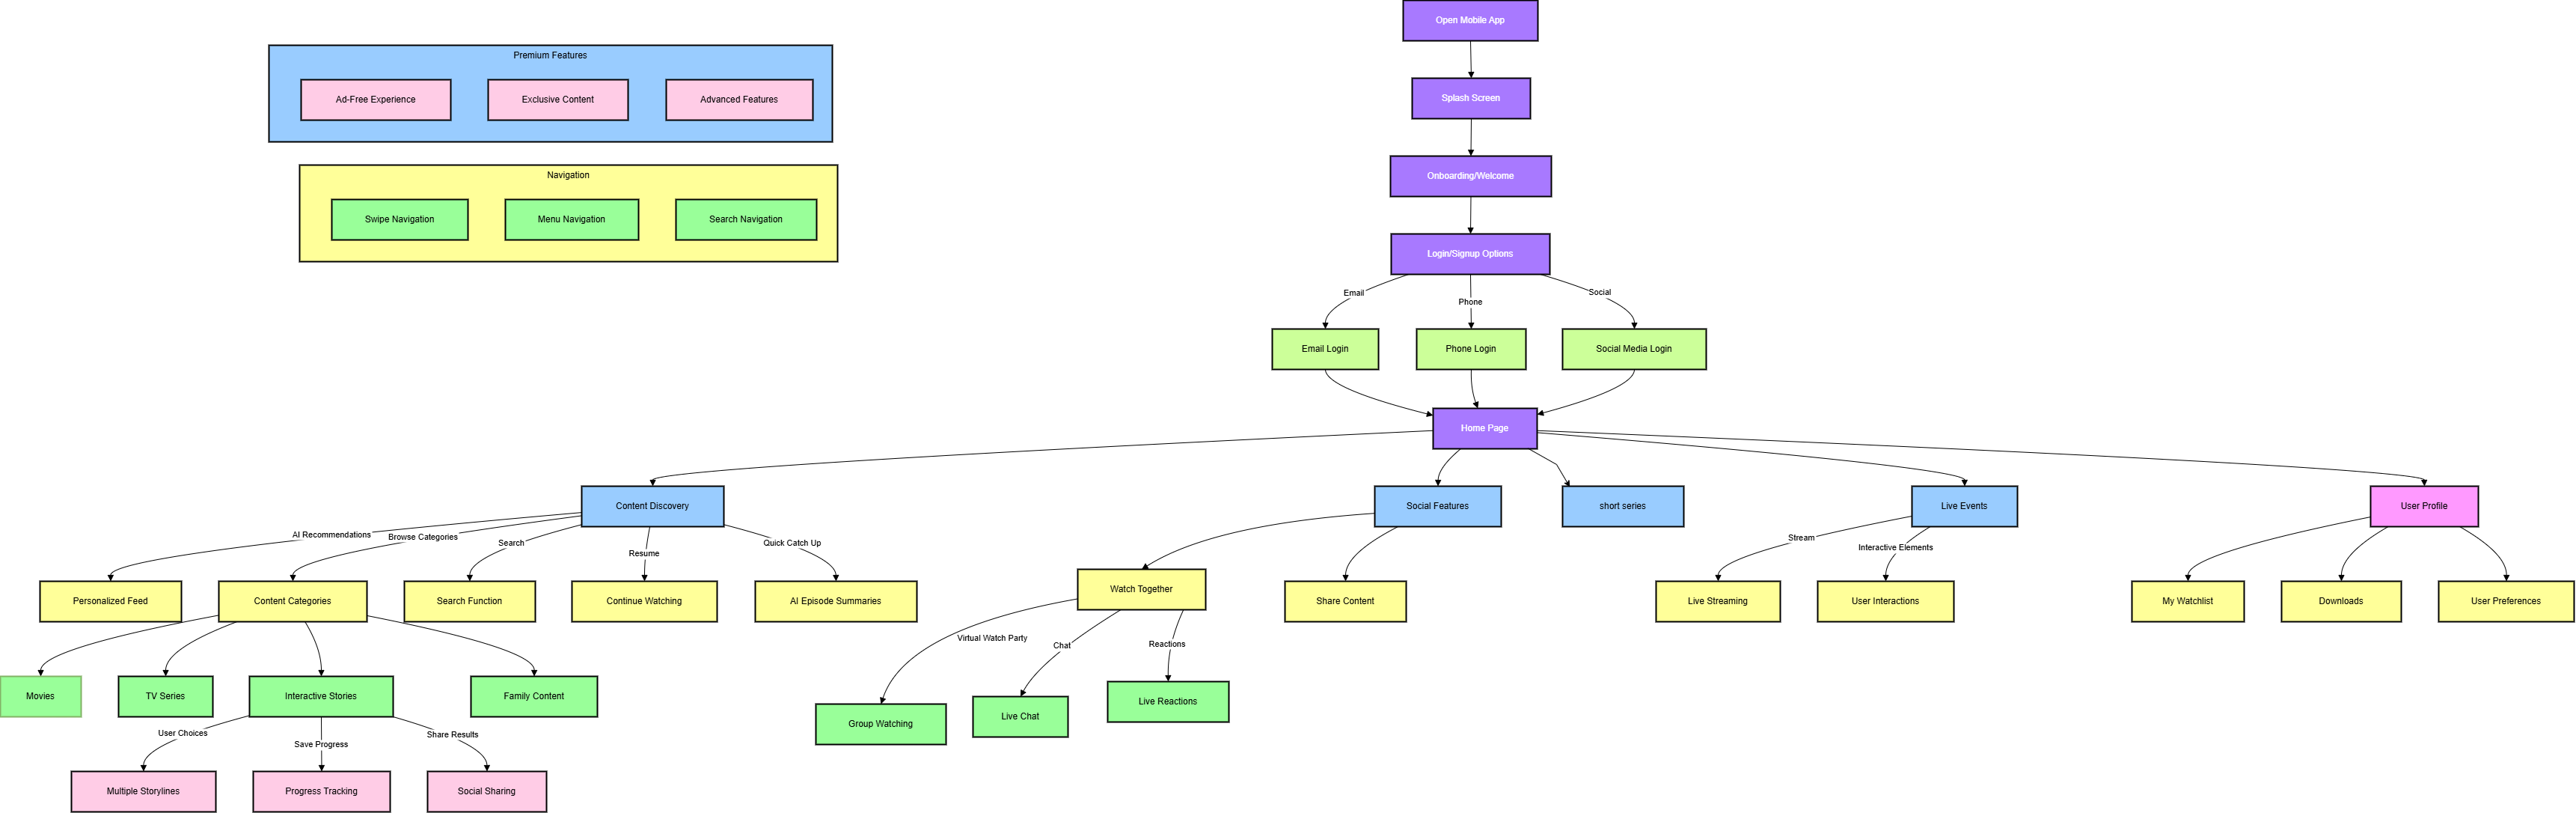 Open Mobile App
Splash Screen
Onboarding/Welcome
Login/Signup Options
Email
Phone
Social
Email Login
Phone Login
Social Media Login
Home Page
Premium Features
Ad-Free Experience
Exclusive Content
Advanced Features
Navigation
Swipe Navigation
Menu Navigation
Search Navigation
Content Discovery
Social Features
short series
Live Events
User Profile
AI Recommendations
Browse Categories
Search
Resume
Quick Catch Up
Stream
Interactive Elements
Personalized Feed
Content Categories
Search Function
Continue Watching
AI Episode Summaries
Watch Together
Share Content
Live Streaming
User Interactions
My Watchlist
Downloads
User Preferences
Virtual Watch Party
Chat
Reactions
Movies
TV Series
Interactive Stories
Family Content
Group Watching
Live Chat
Live Reactions
User Choices
Save Progress
Share Results
Multiple Storylines
Progress Tracking
Social Sharing